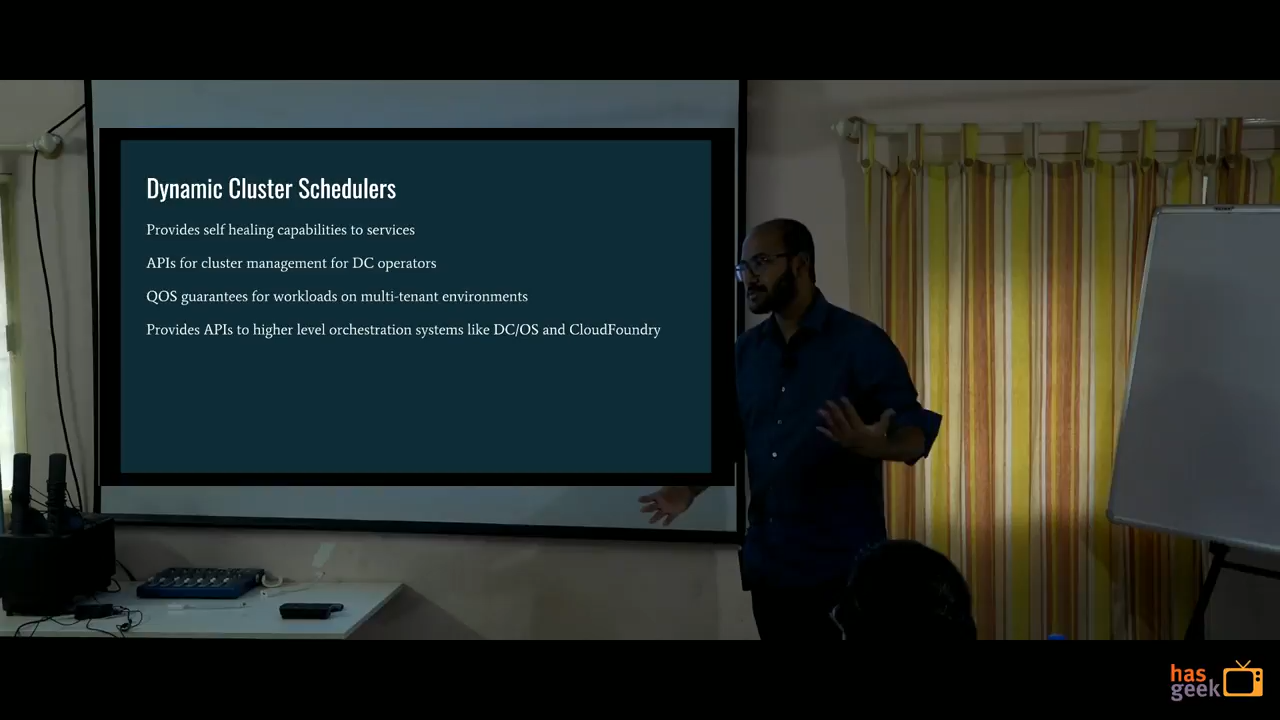 Dynamic Cluster Schedulers
Provides self healing capabilities to services
APIs for cluster management for DC operators
QOS guarantees for workloads on multi-tenant environments
Provides APIs to higher level orchestration systems like DC/OS and CloudFoundry
has
geek